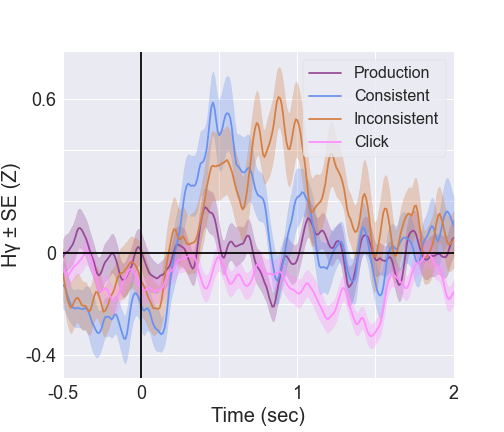 Production
Consistent
Inconsistent
Click
Hγ ± SE (Z)
0.6
0
-0.4
-0.5
0
1
2
Time (sec)